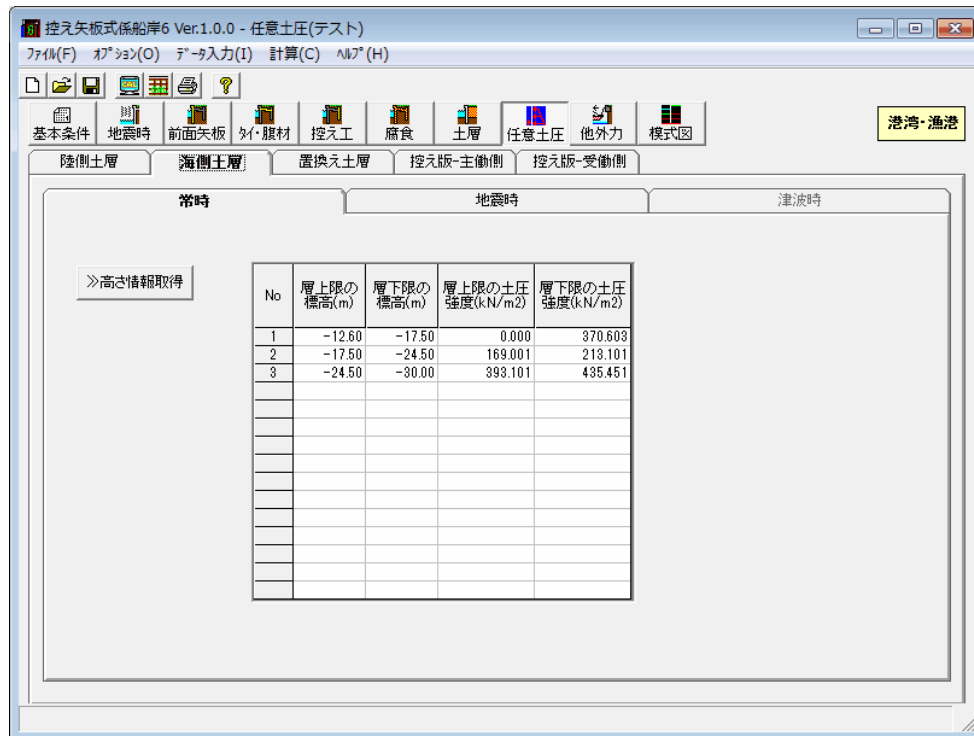 控え矢板式係船岸6 Ver.1.0.0 - 任意土圧(テスト)
ﾌｧｲﾙ(F) ｵﾌﾟｼｮﾝ(O) ﾃﾞｰﾀ入力(I) 計算(C) ﾍﾙﾌﾟ(H)
基本条件 地震時 前面矢板 ﾀｲ・腹材 控え工 腐食 土層 任意土圧 他外力 模式図 港湾・漁港
陸側土層 海側土層 置換え土層 控え版-主働側 控え版-受働側
常時 地震時 津波時
≫高さ情報取得
No 層上限の標高(m) 層下限の標高(m) 層上限の土圧強度(kN/m2) 層下限の土圧強度(kN/m2)
1 -12.60 -17.50 0.000 370.603
2 -17.50 -24.50 169.001 213.101
3 -24.50 -30.00 393.101 435.451